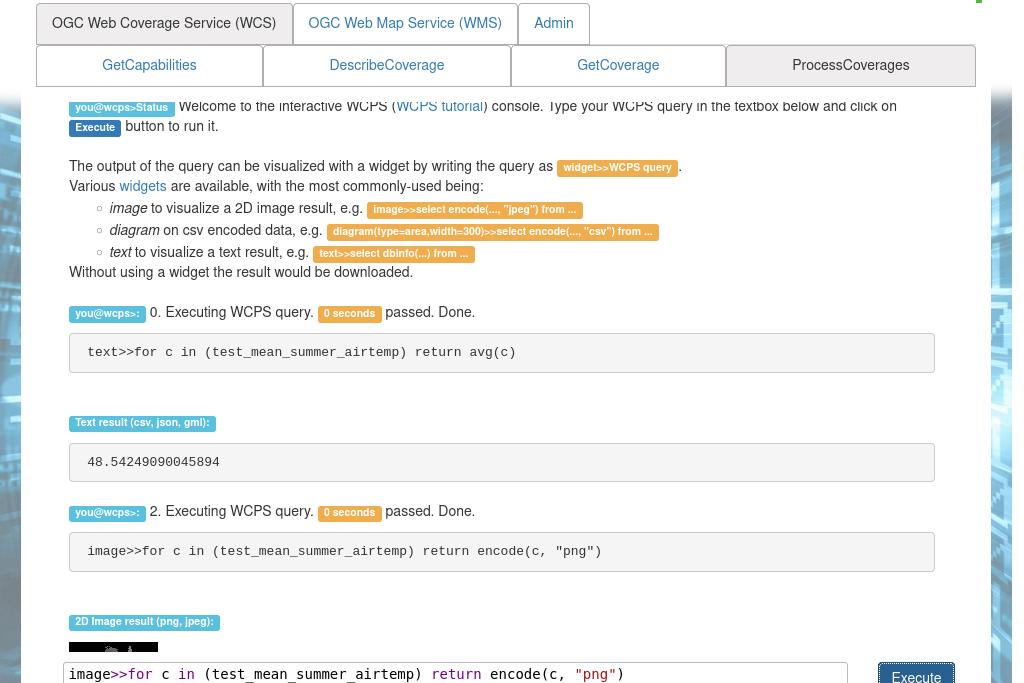 OGC Web Coverage Service (WCS) OGC Web Map Service (WMS) Admin
GetCapabilities DescribeCoverage GetCoverage ProcessCoverages
you@wcps>Status Welcome to the interactive WCPS (WCPS tutorial) console. Type your WCPS query in the textbox below and click on
Execute button to run it.
The output of the query can be visualized with a widget by writing the query as widget>>WCPS query.
Various widgets are available, with the most commonly-used being:
image to visualize a 2D image result, e.g. image>>select encode(..., "jpeg") from ...
diagram on csv encoded data, e.g. diagram(type=area,width=300)>>select encode(..., "csv") from ...
text to visualize a text result, e.g. text>>select dbinfo(...) from ...
Without using a widget the result would be downloaded.
you@wcps>: 0. Executing WCPS query. 0 seconds passed. Done.
text>>for c in (test_mean_summer_airtemp) return avg(c)
Text result (csv, json, gml):
48.54249090045894
you@wcps>: 2. Executing WCPS query. 0 seconds passed. Done.
image>>for c in (test_mean_summer_airtemp) return encode(c, "png")
2D Image result (png, jpeg):
image>>for c in (test_mean_summer_airtemp) return encode(c, "png")
Execute